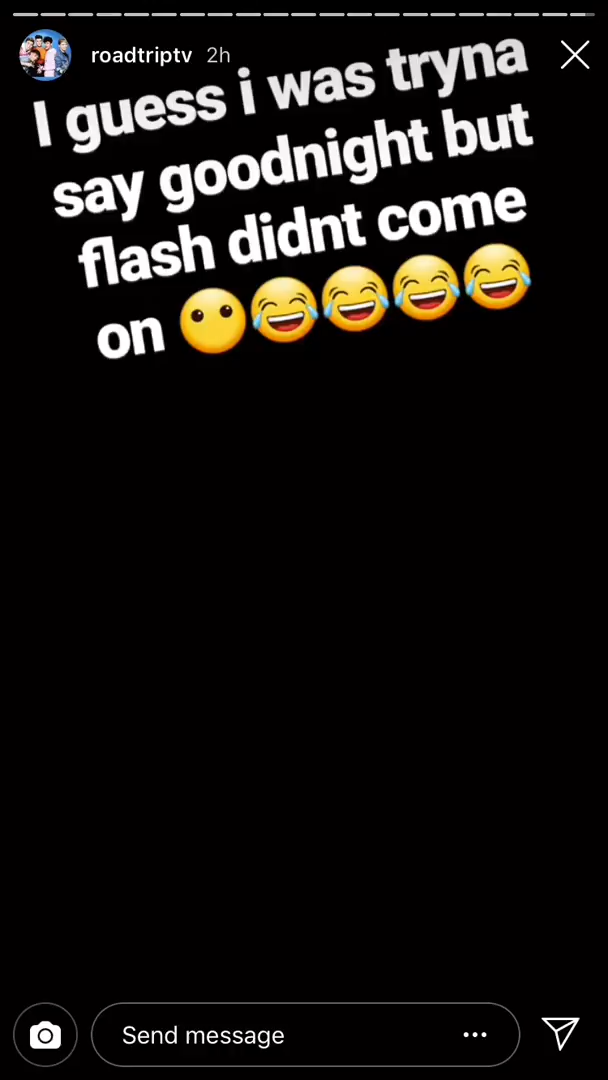 roadtriptv 2h
I guess i was tryna
say goodnight but
flash didnt come
on 😶😂😂😂😂
Send message